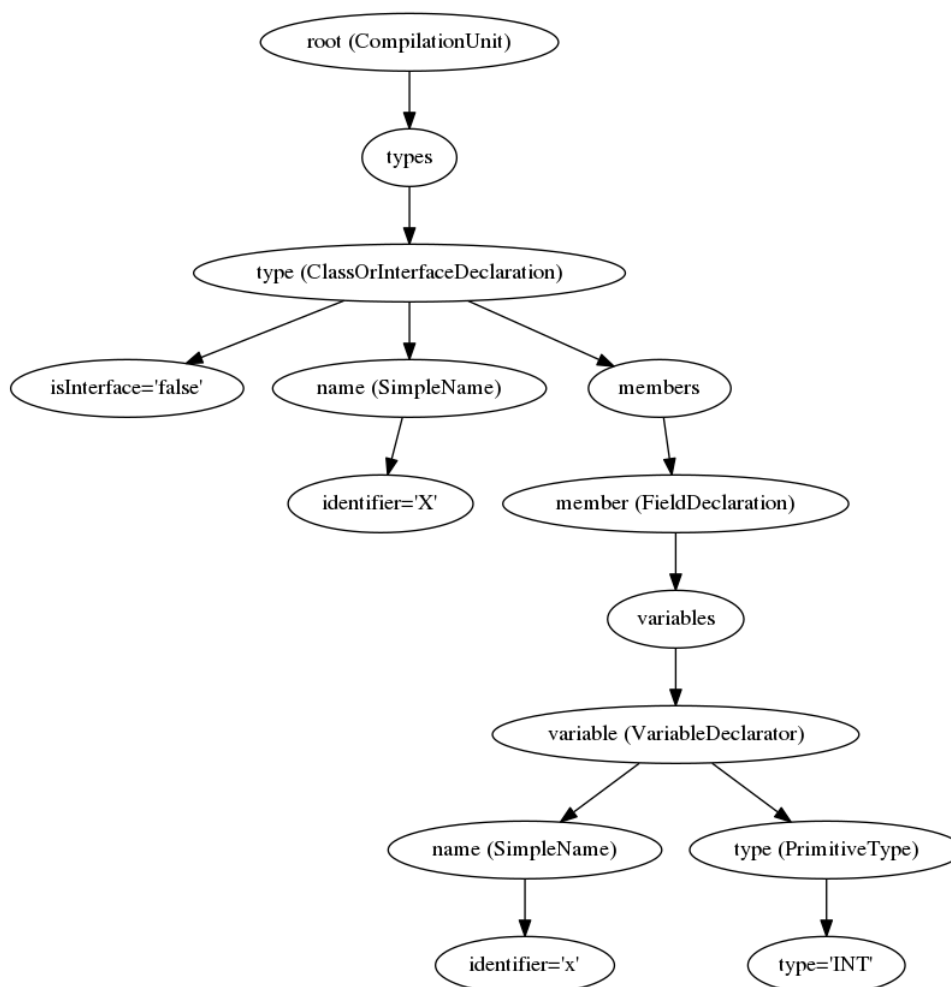 root (CompilationUnit)
types
type (ClassOrInterfaceDeclaration)
isInterface='false'
name (SimpleName)
members
identifier='X'
member (FieldDeclaration)
variables
variable (VariableDeclarator)
name (SimpleName)
type (PrimitiveType)
identifier='x'
type='INT'